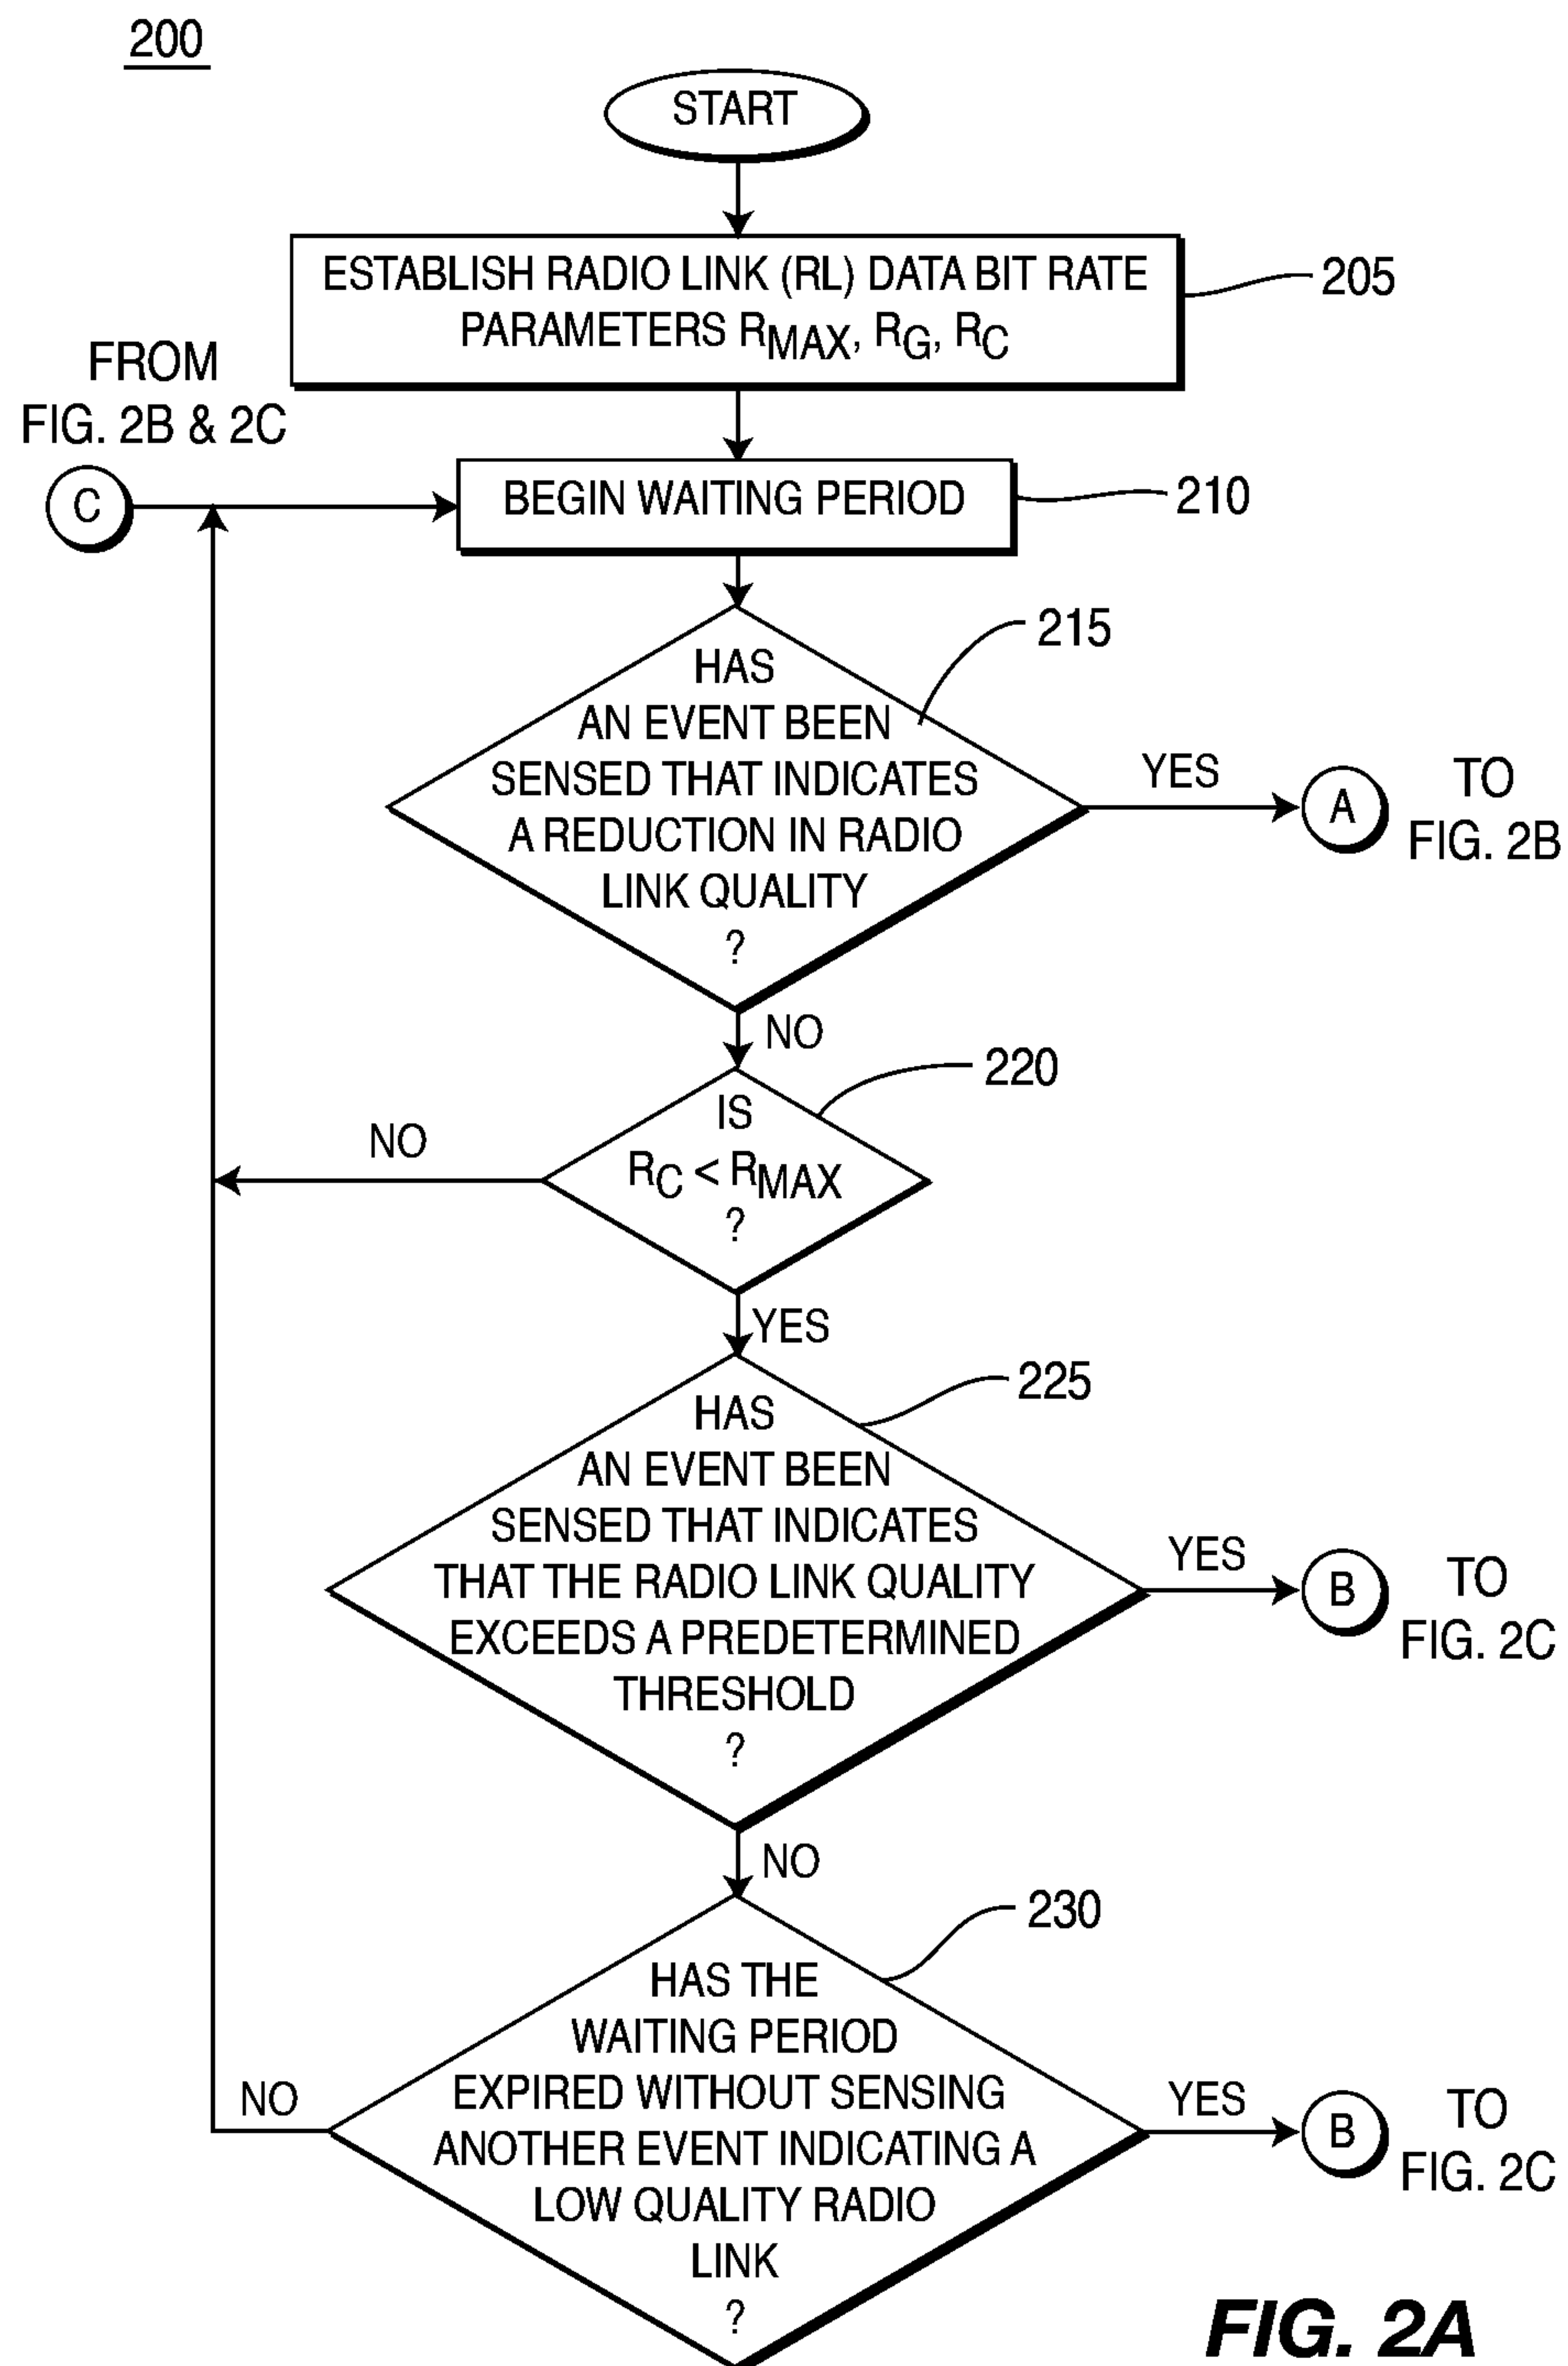 200
START
ESTABLISH RADIO LINK (RL) DATA BIT RATE
PARAMETERS RMAX, RG, RC
205
FROM
FIG. 2B & 2C
C
BEGIN WAITING PERIOD
210
HAS
AN EVENT BEEN
SENSED THAT INDICATES
A REDUCTION IN RADIO
LINK QUALITY
?
215
YES
A
TO
FIG. 2B
NO
IS
RC < RMAX
?
220
NO
YES
HAS
AN EVENT BEEN
SENSED THAT INDICATES
THAT THE RADIO LINK QUALITY
EXCEEDS A PREDETERMINED
THRESHOLD
?
225
YES
B
TO
FIG. 2C
NO
HAS THE
WAITING PERIOD
EXPIRED WITHOUT SENSING
ANOTHER EVENT INDICATING A
LOW QUALITY RADIO
LINK
?
230
NO
YES
B
TO
FIG. 2C
FIG. 2A